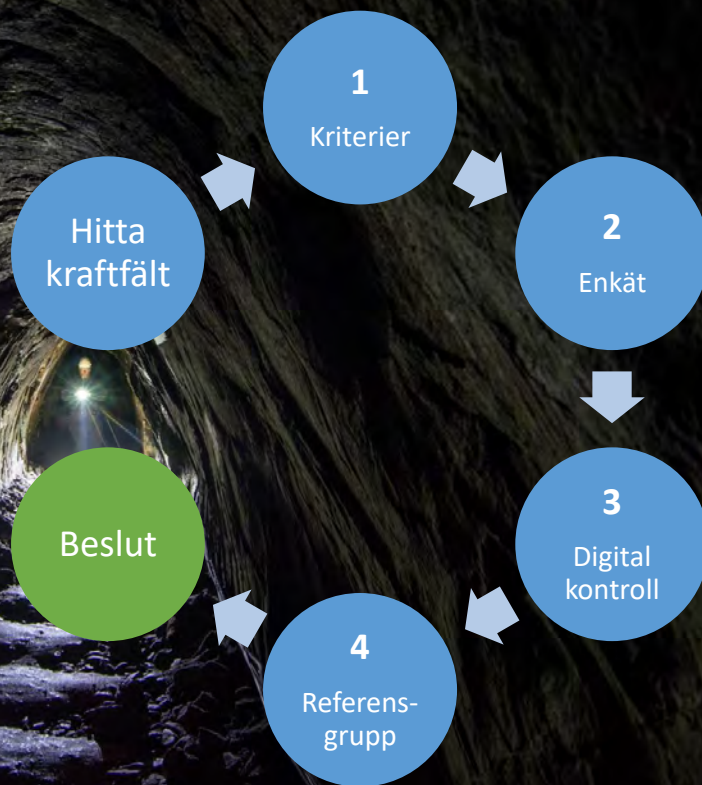 Hitta
kraftfält
1
Kriterier
2
Enkät
3
Digital
kontroll
4
Referens-
grupp
Beslut